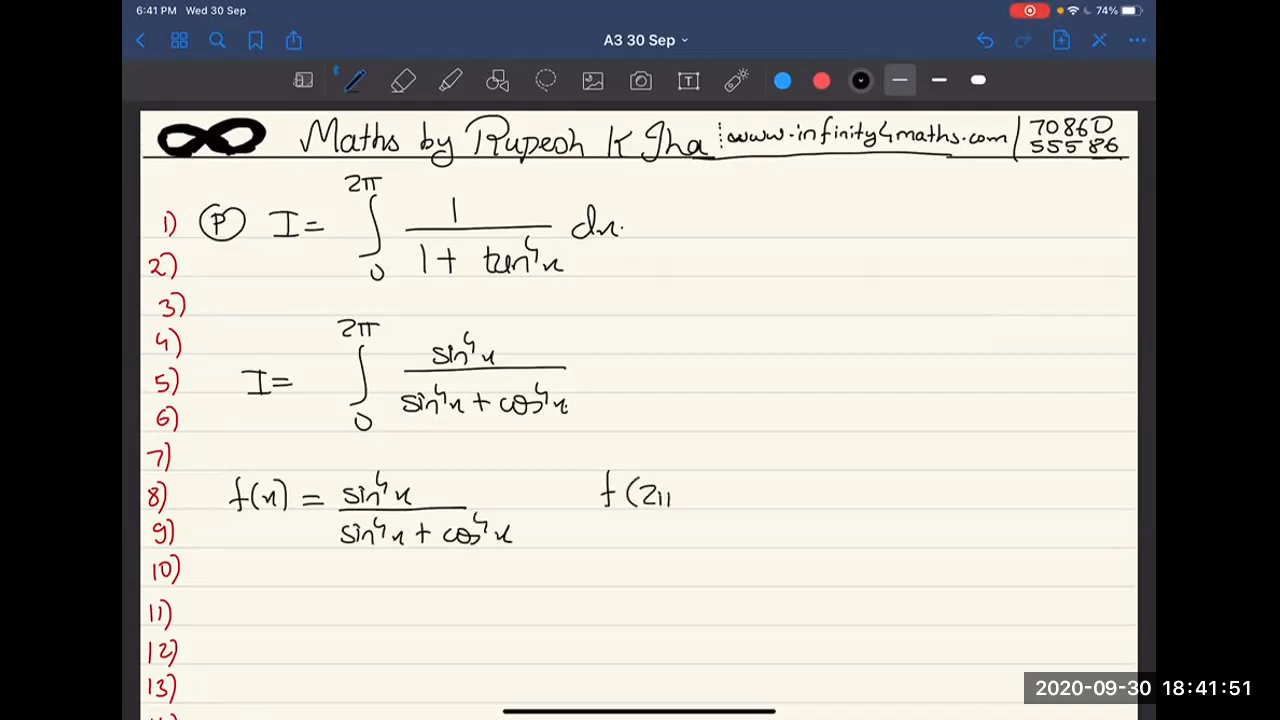 6:41 PM Wed 30 Sep 74%
A3 30 Sep
T
∞ Maths by Rupesh K Jha www.infinity4maths.com 70860 55586
1) P I = ∫₀^{2π} 1/(1 + tan⁴x) dx.
2)
3)
4)
5) I = ∫₀^{2π} sin⁴x/(sin⁴x + cos⁴x)
6)
7)
8) f(x) = sin⁴x/(sin⁴x + cos⁴x) f(2π
9)
10)
11)
12)
13)
2020-09-30 18:41:51